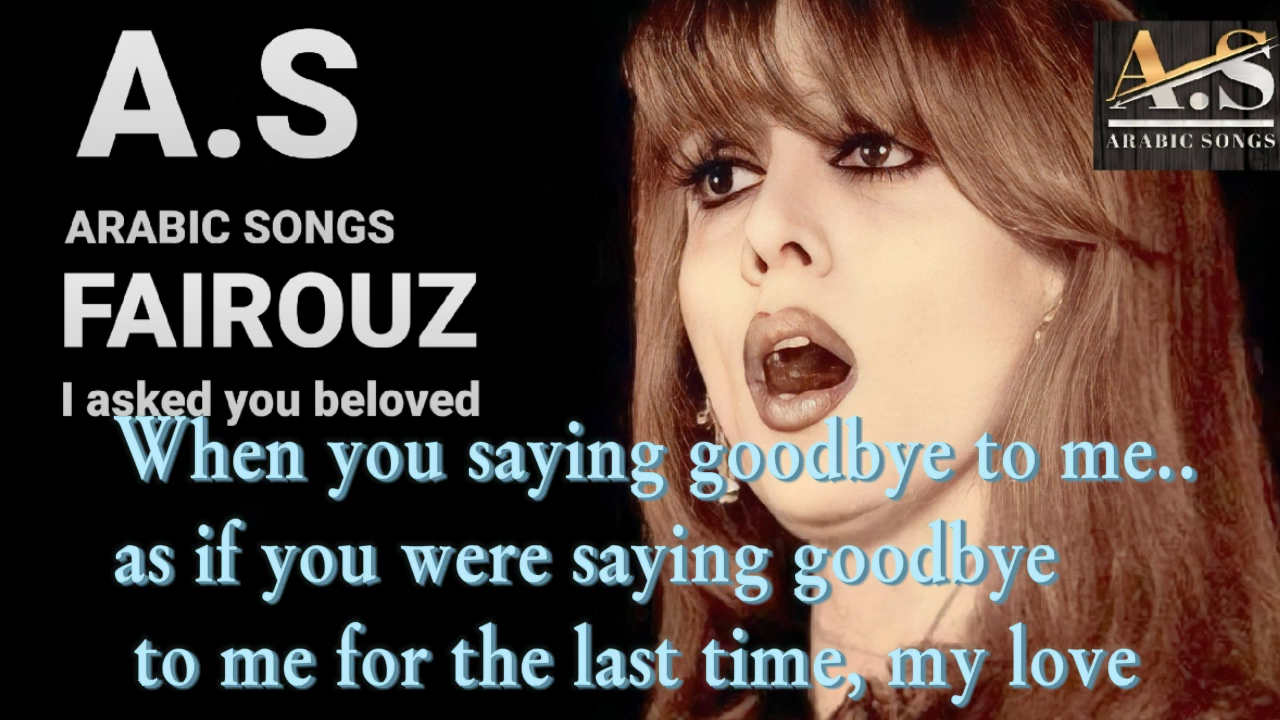 A.S
ARABIC SONGS
FAIROUZ
I asked you beloved
When you saying goodbye to me..
as if you were saying goodbye
to me for the last time, my love
A.S
ARABIC SONGS